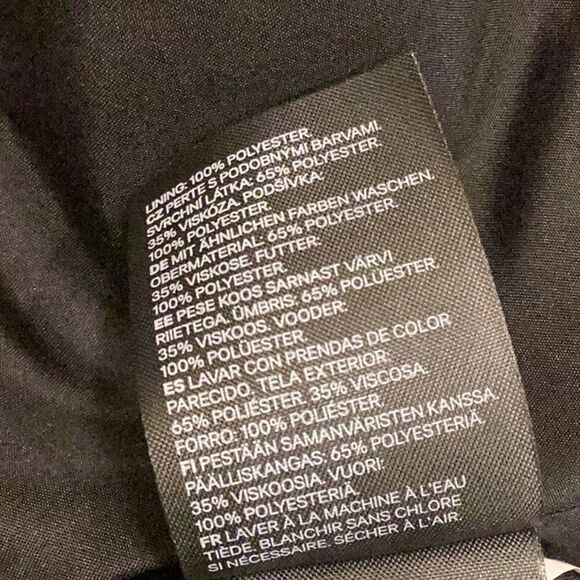 LINING: 100% POLYESTER.
CZ PERTE S PODOBNÝMI BARVAMI.
SVRCHNÍ LÁTKA: 65% POLYESTER.
35% VISKÓZA. PODŠÍVKA:
100% POLYESTER.
DE MIT ÄHNLICHEN FARBEN WASCHEN.
OBERMATERIAL: 65% POLYESTER.
35% VISKOSE. FUTTER:
100% POLYESTER.
EE PESE KOOS SARNAST VÄRVI
RIIETEGA. ÜMBRIS: 65% POLÜESTER.
35% VISKOOS. VOODER:
100% POLÜESTER.
ES LAVAR CON PRENDAS DE COLOR
PARECIDO. TELA EXTERIOR:
65% POLIÉSTER. 35% VISCOSA.
FORRO: 100% POLIÉSTER.
FI PESTÄÄN SAMANVÄRISTEN KANSSA.
PÄÄLLISKANGAS: 65% POLYESTERIÄ.
35% VISKOOSIA. VUORI:
100% POLYESTERIÄ.
FR LAVER À LA MACHINE À L'EAU
TIÈDE. BLANCHIR SANS CHLORE
SI NÉCESSAIRE. SÉCHER À L'AIR.